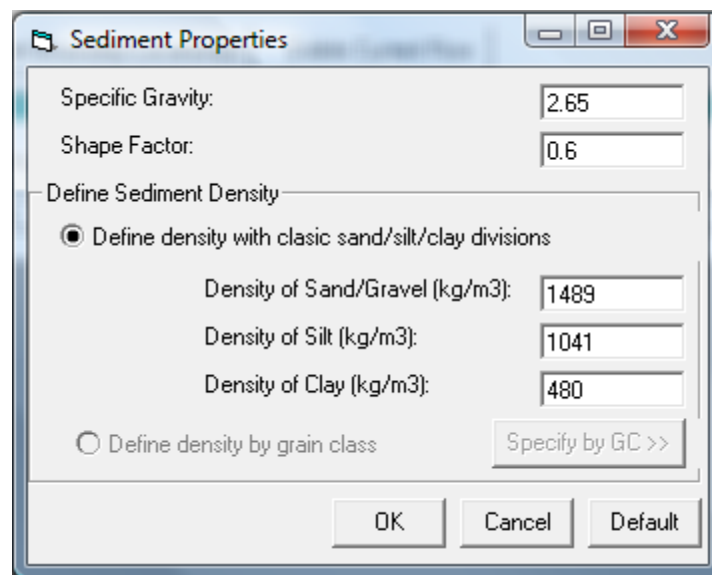 Sediment Properties
Specific Gravity: 2.65
Shape Factor: 0.6
Define Sediment Density
Define density with clasic sand/silt/clay divisions
Density of Sand/Gravel (kg/m3): 1489
Density of Silt (kg/m3): 1041
Density of Clay (kg/m3): 480
Define density by grain class Specify by GC >>
OK Cancel Default